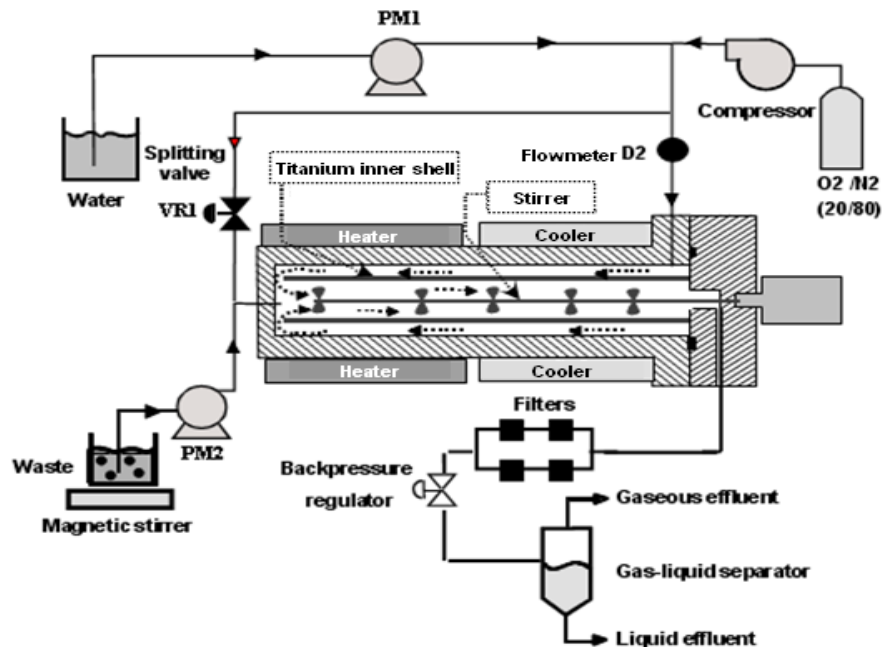 PM1
Compressor
Water
Splitting
valve
Flowmeter D2
O2 /N2
(20/80)
Titanium inner shell
Stirrer
VR1
Heater
Cooler
Heater
Cooler
PM2
Filters
Waste
Magnetic stirrer
Backpressure
regulator
Gaseous effluent
Gas-liquid separator
Liquid effluent